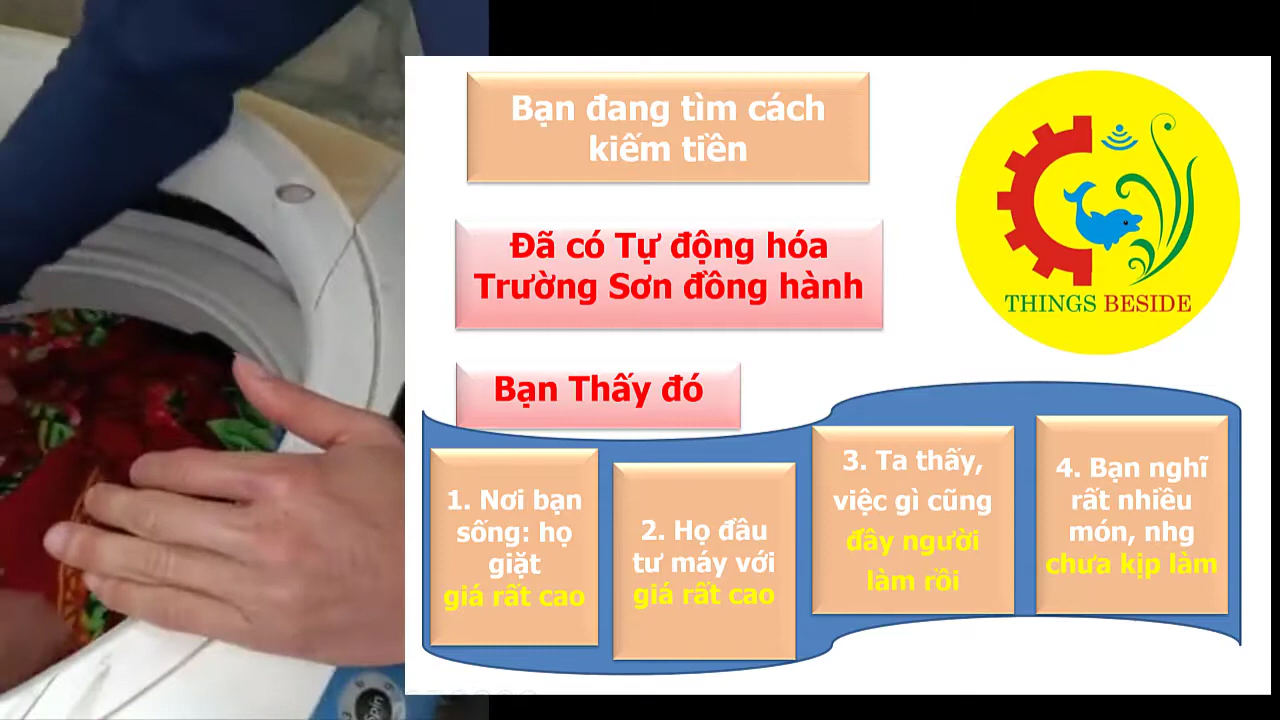 Bạn đang tìm cách
kiếm tiền
Đã có Tự động hóa
Trường Sơn đồng hành
THINGS BESIDE
Bạn Thấy đó
1. Nơi bạn
sống: họ
giặt
giá rất cao
2. Họ đầu
tư máy với
giá rất cao
3. Ta thấy,
việc gì cũng
đầy người
làm rồi
4. Bạn nghĩ
rất nhiều
món, nhg
chưa kịp làm
Spin